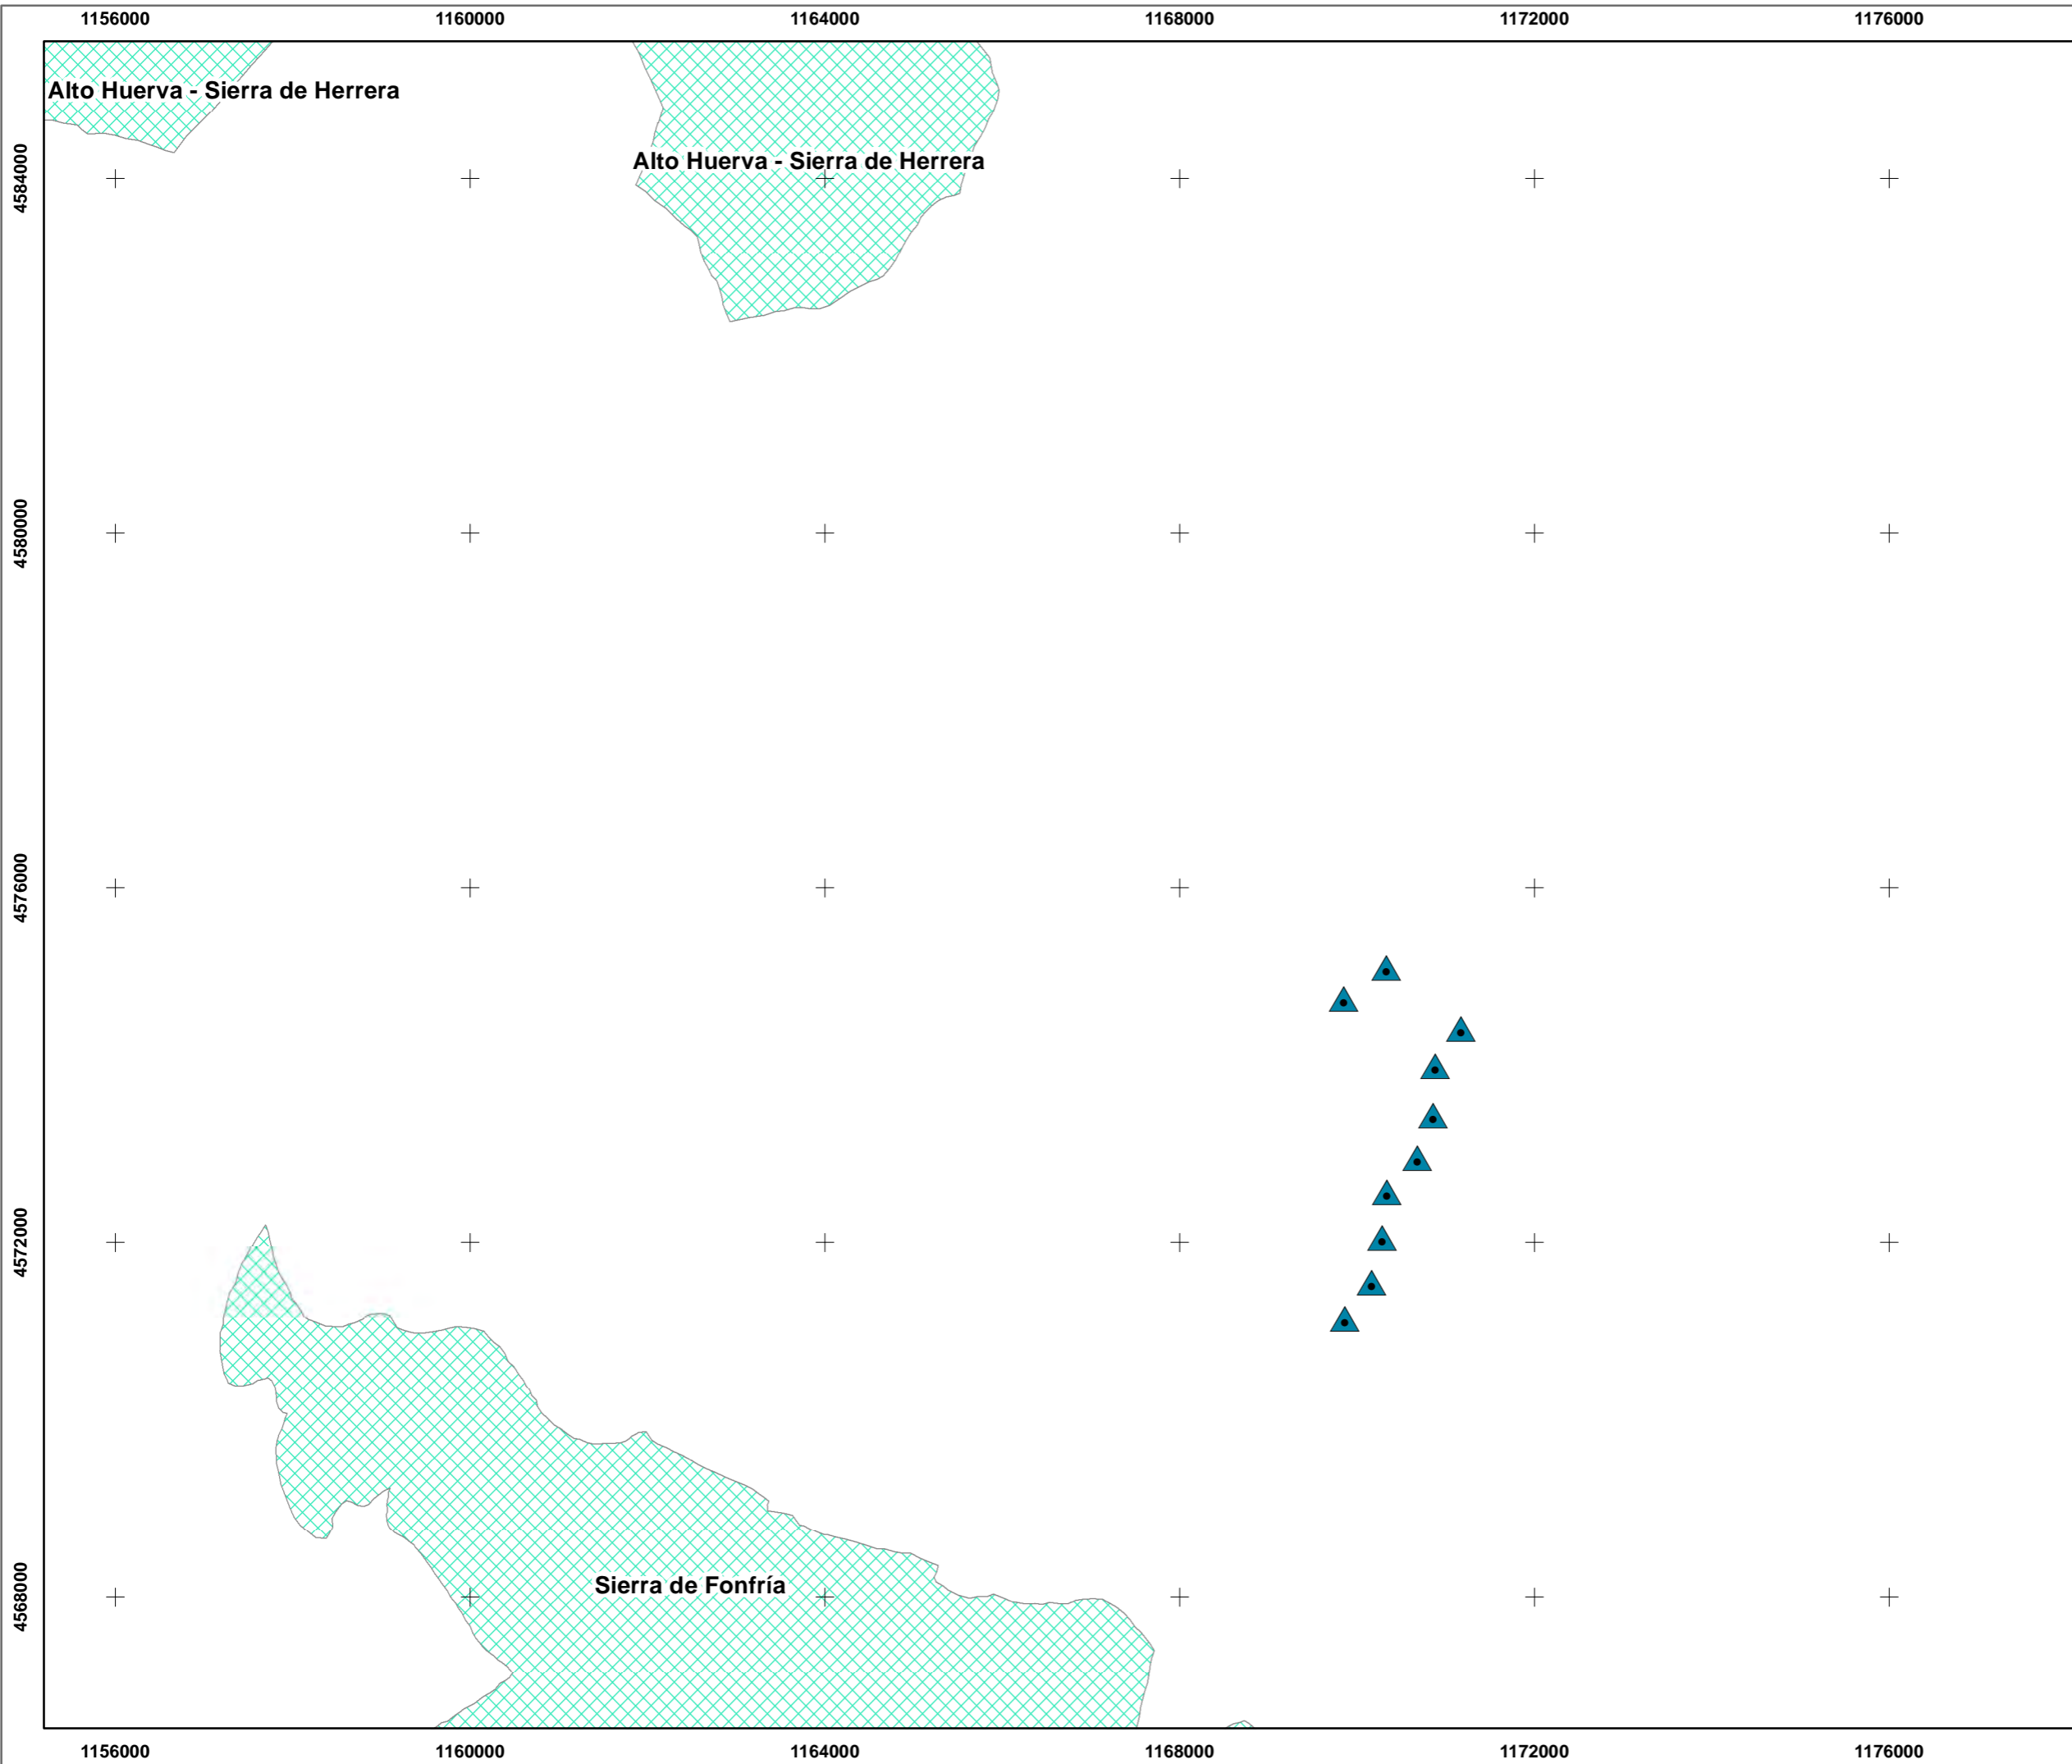 1156000 1160000 1164000 1168000 1172000 1176000
Alto Huerva - Sierra de Herrera
Alto Huerva - Sierra de Herrera
4584000
4580000
4576000
4572000
Sierra de Fonfría
4568000
1156000 1160000 1164000 1168000 1172000 1176000